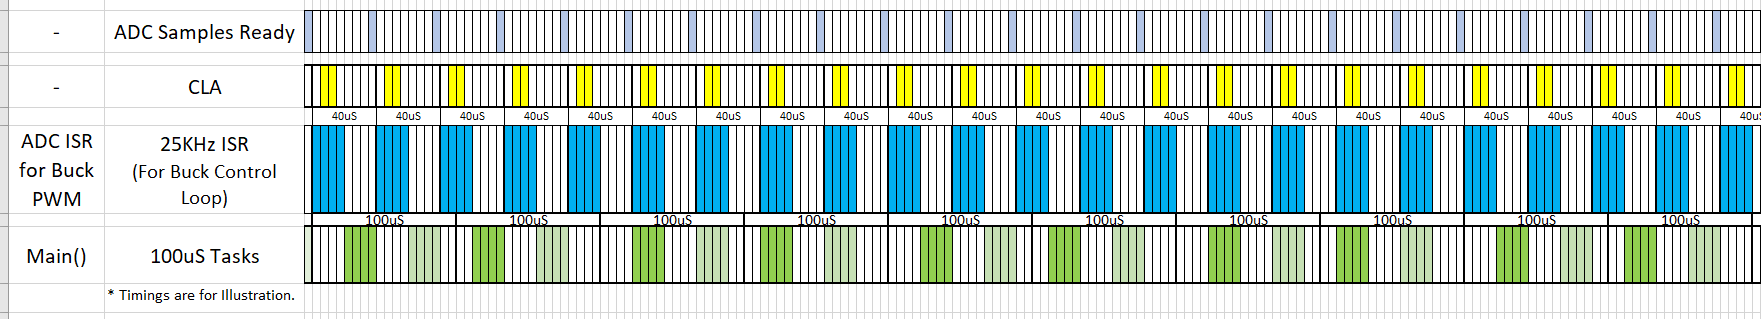 - ADC Samples Ready
- CLA
40uS 40uS 40uS 40uS 40uS 40uS 40uS 40uS 40uS 40uS 40uS 40uS 40uS 40uS 40uS 40uS 40uS 40uS 40uS 40uS 40uS 40uS 40u
ADC ISR
for Buck
PWM
25KHz ISR
(For Buck Control
Loop)
100uS 100uS 100uS 100uS 100uS 100uS 100uS 100uS 100uS 100uS
Main() 100uS Tasks
* Timings are for Illustration.